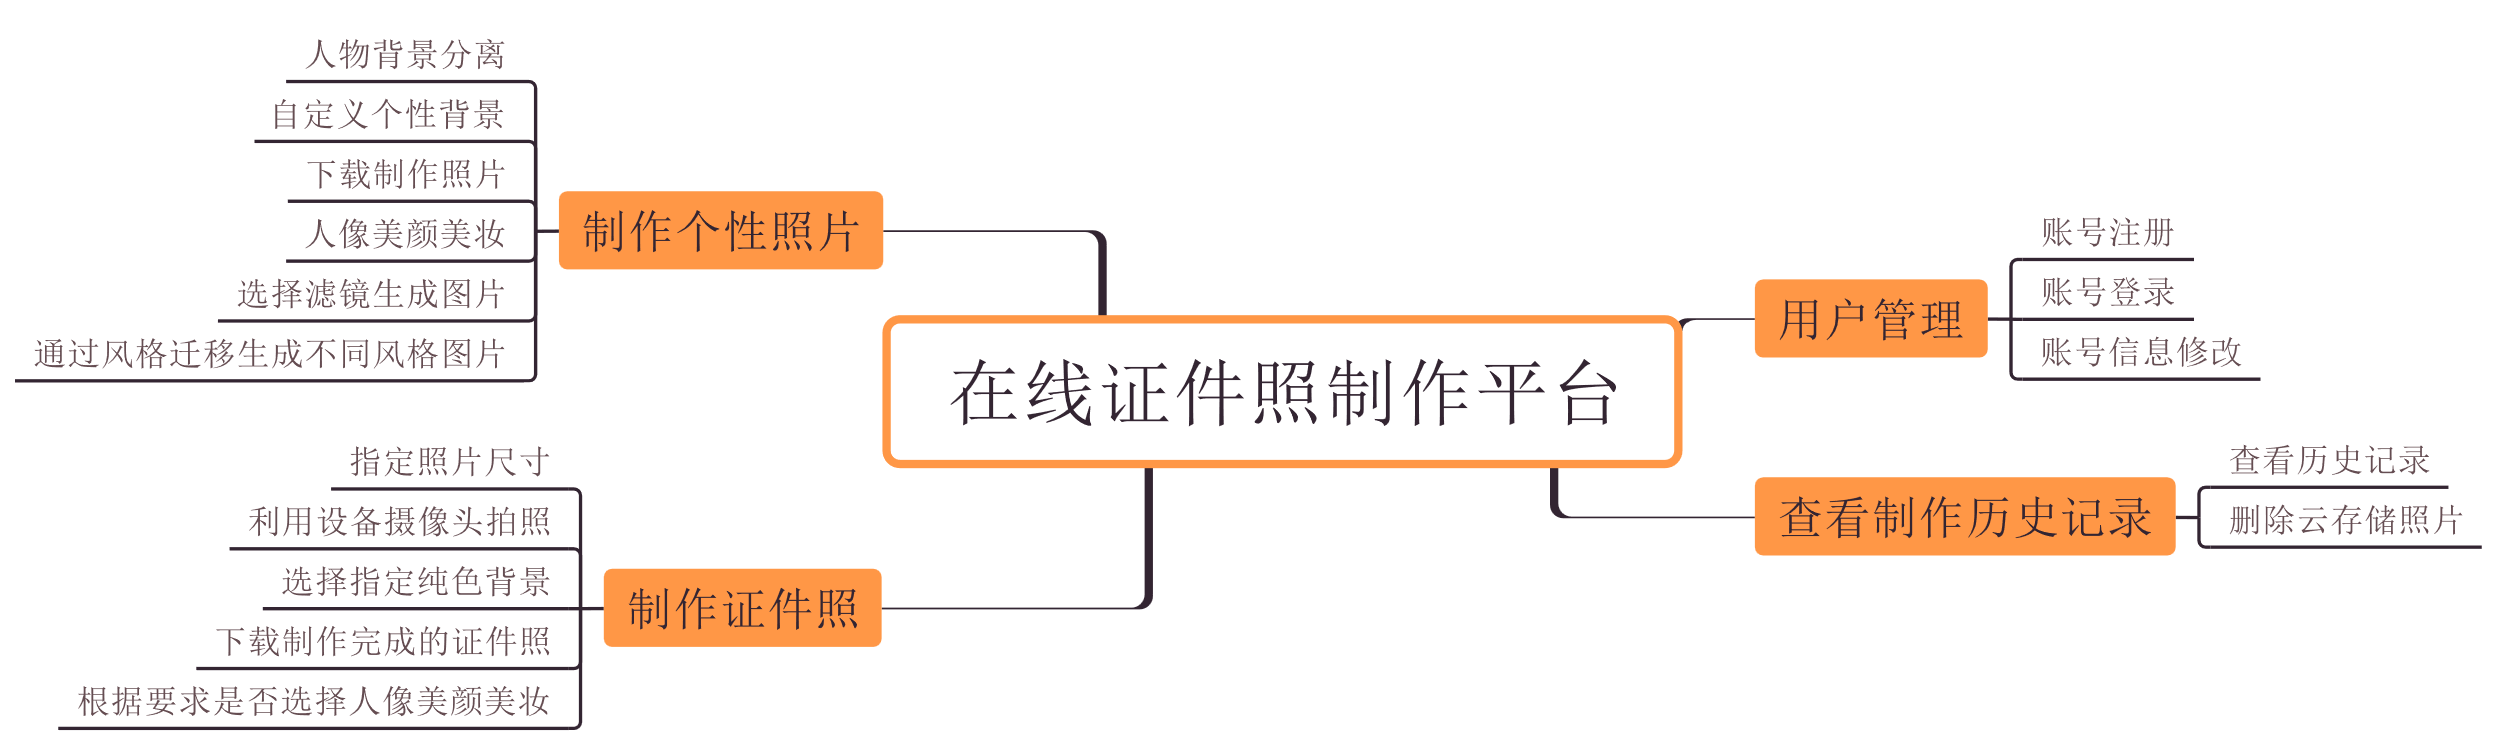 人物背景分离
自定义个性背景
下载制作照片
人像美颜美妆
选择海选生成图片
通过风格迁移生成固风格图片
制作个性照片
指定照片尺寸
剂边设备摄像头拍照
选择指定纯色背景
下载制作完成照证件照
根据要求是否选择人像美颜美妆
制作证件照
在线证件照制作平台
用户管理
账号注册
账号登录
账号信息修改
查看制作历史记录
查看历史记录
删除云存储照片